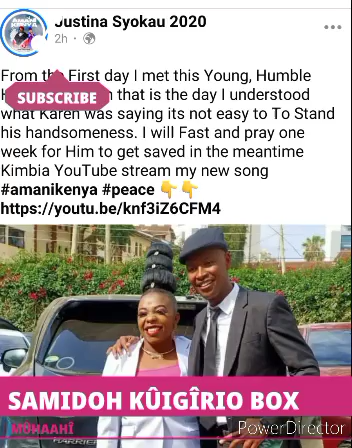 Justina Syokau 2020
2h ·
From the First day I met this Young, Humble
SUBSCRIBE
that is the day I understood
what Karen was saying its not easy to To Stand
his handsomeness. I will Fast and pray one
week for Him to get saved in the meantime
Kimbia YouTube stream my new song
#amanikenya #peace 👇👇
https://youtu.be/knf3iZ6CFM4
HARRIER
SAMIDOH KÛIGÎRIO BOX
MÛHAAHÎ
PowerDirector